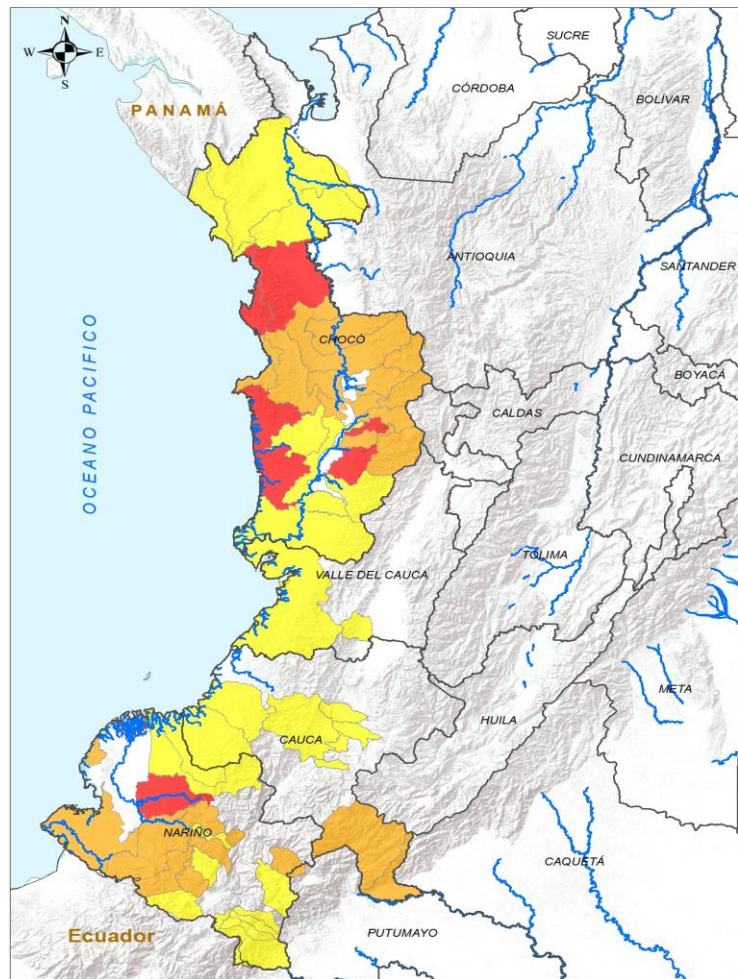 N
W E
S
SUCRE
CÓRDOBA
BOLÍVAR
PANAMÁ
ANTIOQUIA
SANTANDER
OCEANO PACIFICO
CHOCÓ
BOYACÁ
CALDAS
CUNDINAMARCA
TOLIMA
VALLE DEL CAUCA
META
HUILA
CAUCA
NARIÑO
CAQUETÁ
Ecuador
PUTUMAYO